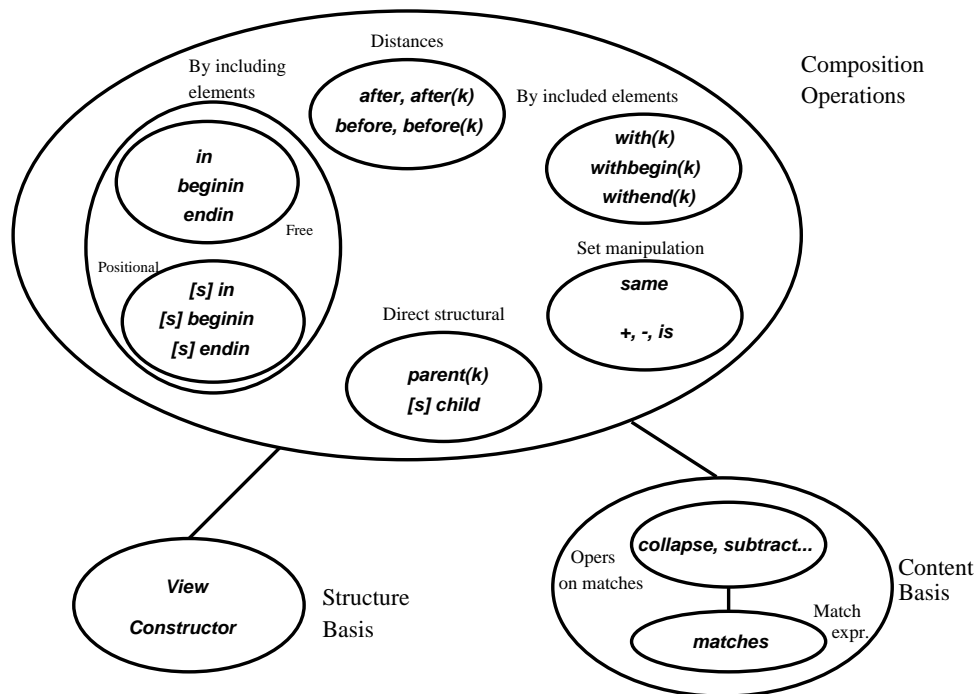 Distances
By including
elements
Composition
Operations
after, after(k)
before, before(k)
By included elements
with(k)
withbegin(k)
withend(k)
in
beginin
endin
Free
Positional
[s] in
[s] beginin
[s] endin
Set manipulation
same
+, -, is
Direct structural
parent(k)
[s] child
View
Constructor
Structure
Basis
collapse, subtract...
Opers
on matches
Content
Basis
Match
expr.
matches